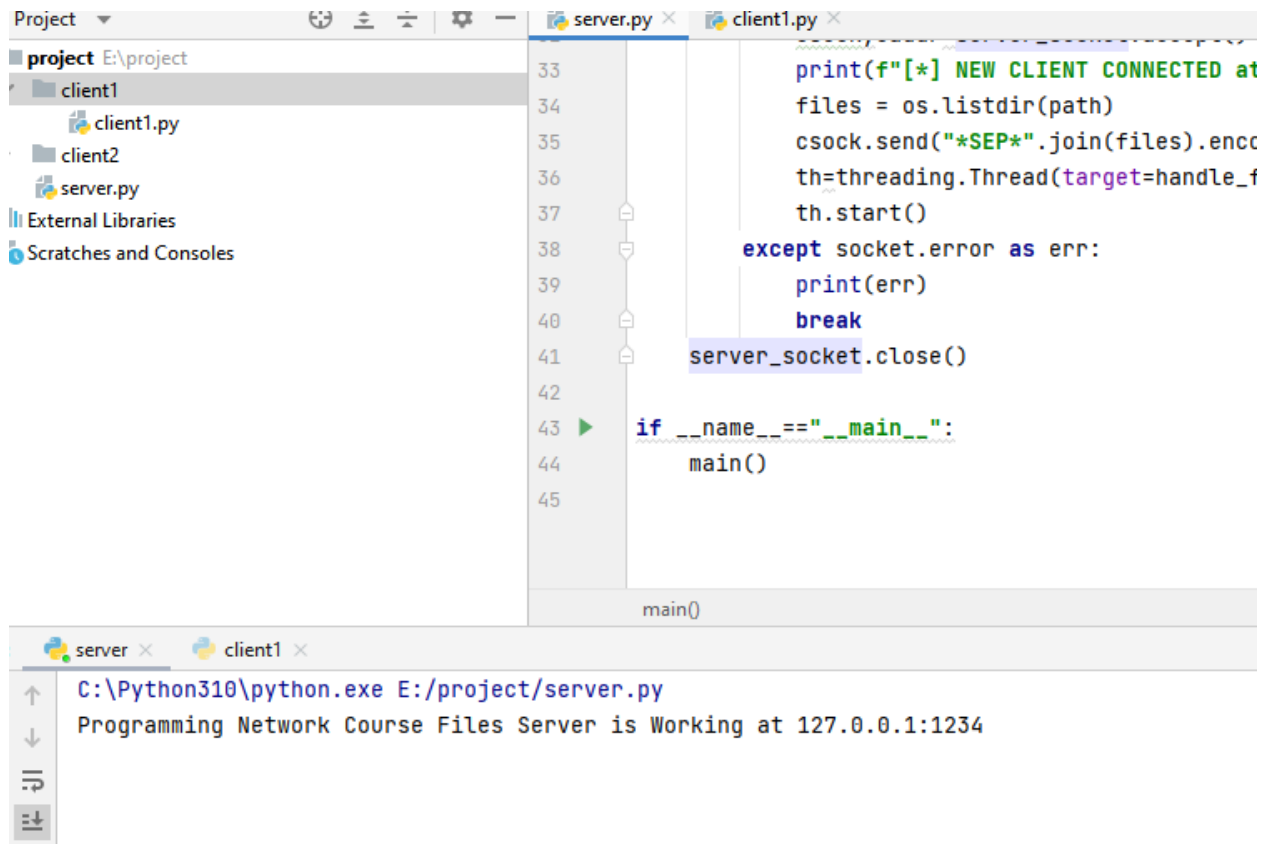 Project
server.py
client1.py
project E:\project
client1
client1.py
client2
server.py
External Libraries
Scratches and Consoles
33 print(f"[*] NEW CLIENT CONNECTED at
34 files = os.listdir(path)
35 csock.send("*SEP*".join(files).enco
36 th=threading.Thread(target=handle_f
37 th.start()
38 except socket.error as err:
39 print(err)
40 break
41 server_socket.close()
42
43 if __name__=="__main__":
44 main()
45
main()
server
client1
C:\Python310\python.exe E:/project/server.py
Programming Network Course Files Server is Working at 127.0.0.1:1234